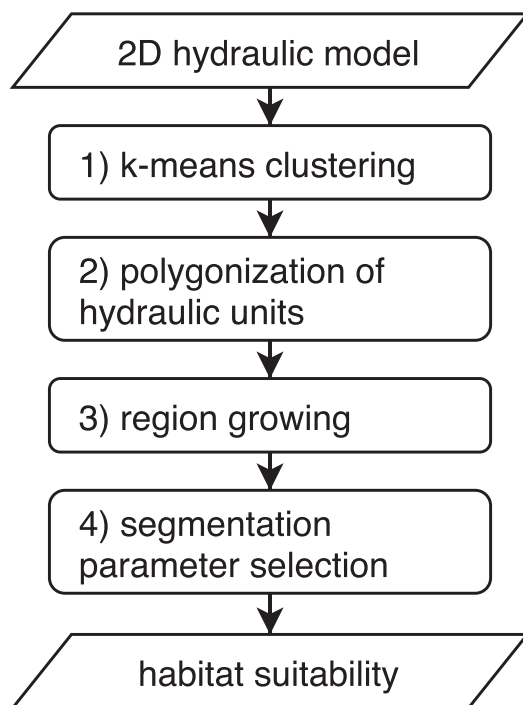 2D hydraulic model
1) k-means clustering
2) polygonization of
hydraulic units
3) region growing
4) segmentation
parameter selection
habitat suitability